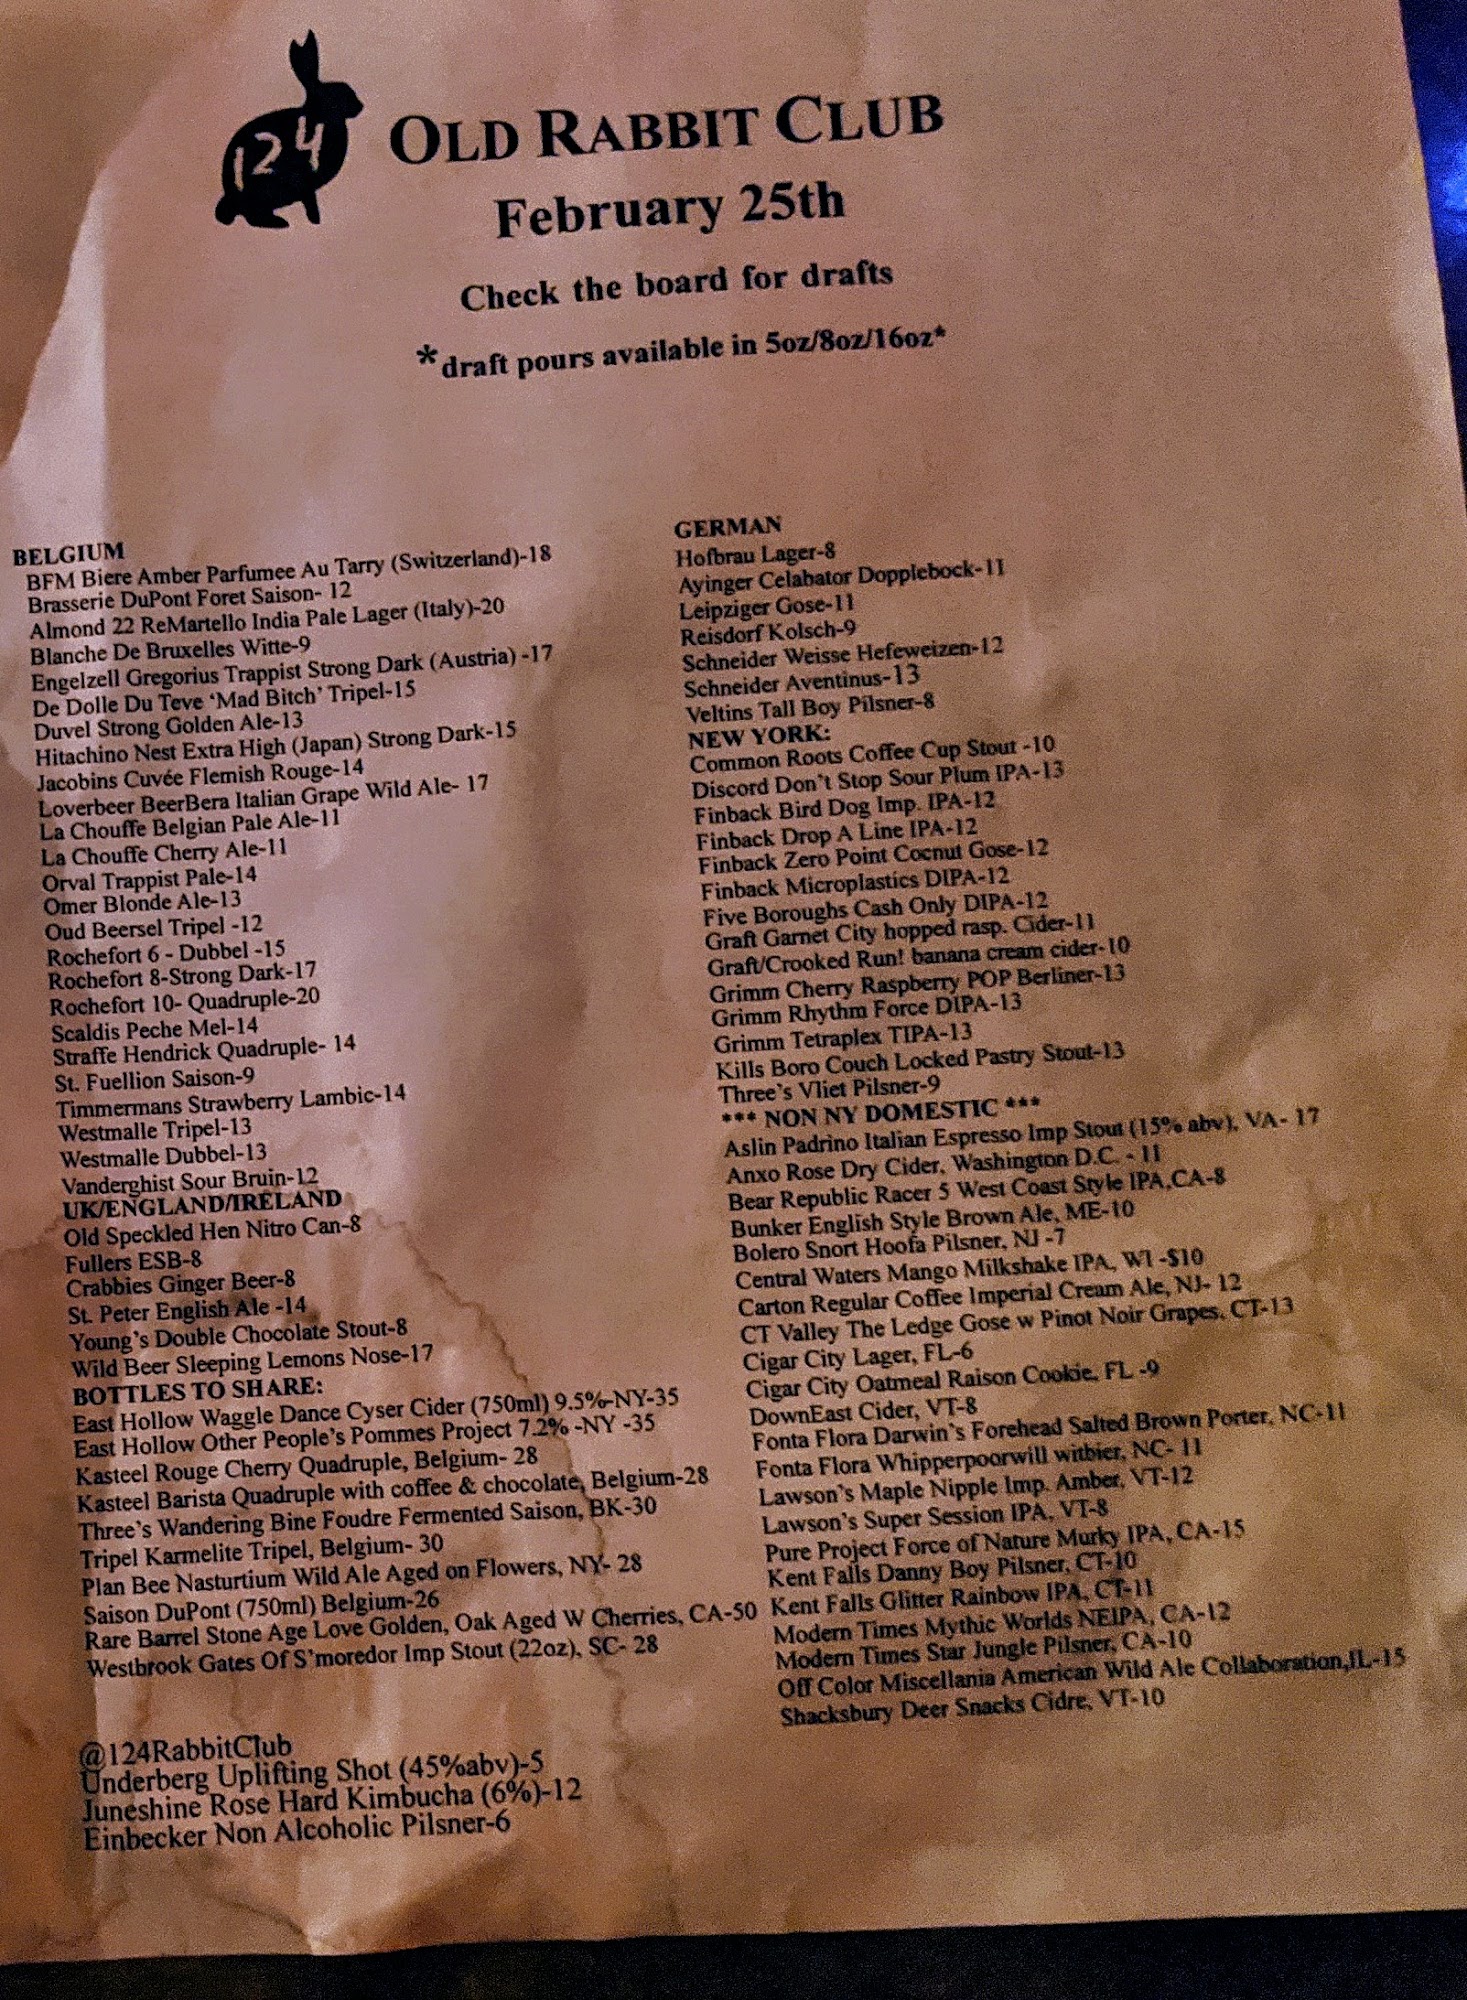 124
OLD RABBIT CLUB
February 25th
Check the board for drafts
*draft pours available in 5oz/8oz/16oz*
BELGIUM
BFM Biere Amber Parfumee Au Tarry (Switzerland)-18
Brasserie DuPont Foret Saison- 12
Almond 22 ReMartello India Pale Lager (Italy)-20
Blanche De Bruxelles Witte-9
Engelzell Gregorius Trappist Strong Dark (Austria) -17
De Dolle Du Teve ‘Mad Bitch’ Tripel-15
Duvel Strong Golden Ale-13
Hitachino Nest Extra High (Japan) Strong Dark-15
Jacobins Cuvée Flemish Rouge-14
Loverbeer BeerBera Italian Grape Wild Ale- 17
La Chouffe Belgian Pale Ale-11
La Chouffe Cherry Ale-11
Orval Trappist Pale-14
Omer Blonde Ale-13
Oud Beersel Tripel -12
Rochefort 6 - Dubbel -15
Rochefort 8-Strong Dark-17
Rochefort 10- Quadruple-20
Scaldis Peche Mel-14
Straffe Hendrick Quadruple- 14
St. Fuellion Saison-9
Timmermans Strawberry Lambic-14
Westmalle Tripel-13
Westmalle Dubbel-13
Vanderghist Sour Bruin-12
UK/ENGLAND/IRELAND
Old Speckled Hen Nitro Can-8
Fullers ESB-8
Crabbies Ginger Beer-8
St. Peter English Ale -14
Young’s Double Chocolate Stout-8
Wild Beer Sleeping Lemons Nose-17
BOTTLES TO SHARE:
East Hollow Waggle Dance Cyser Cider (750ml) 9.5%-NY-35
East Hollow Other People’s Pommes Project 7.2% -NY -35
Kasteel Rouge Cherry Quadruple, Belgium- 28
Kasteel Barista Quadruple with coffee & chocolate, Belgium-28
Three’s Wandering Bine Foudre Fermented Saison, BK-30
Tripel Karmelite Tripel, Belgium- 30
Plan Bee Nasturtium Wild Ale Aged on Flowers, NY- 28
Saison DuPont (750ml) Belgium-26
Rare Barrel Stone Age Love Golden, Oak Aged W Cherries, CA-50
Westbrook Gates Of S’moredor Imp Stout (22oz), SC- 28
@124RabbitClub
Underberg Uplifting Shot (45%abv)-5
Juneshine Rose Hard Kimbucha (6%)-12
Einbecker Non Alcoholic Pilsner-6
GERMAN
Hofbrau Lager-8
Ayinger Celabator Dopplebock-11
Leipziger Gose-11
Reisdorf Kolsch-9
Schneider Weisse Hefeweizen-12
Schneider Aventinus-13
Veltins Tall Boy Pilsner-8
NEW YORK:
Common Roots Coffee Cup Stout -10
Discord Don’t Stop Sour Plum IPA-13
Finback Bird Dog Imp. IPA-12
Finback Drop A Line IPA-12
Finback Zero Point Cocnut Gose-12
Finback Microplastics DIPA-12
Five Boroughs Cash Only DIPA-12
Graft Garnet City hopped rasp. Cider-11
Graft/Crooked Run! banana cream cider-10
Grimm Cherry Raspberry POP Berliner-13
Grimm Rhythm Force DIPA-13
Grimm Tetraplex TIPA-13
Kills Boro Couch Locked Pastry Stout-13
Three’s Vliet Pilsner-9
*** NON NY DOMESTIC ***
Aslin Padrino Italian Espresso Imp Stout (15% abv), VA- 17
Anxo Rose Dry Cider, Washington D.C. - 11
Bear Republic Racer 5 West Coast Style IPA,CA-8
Bunker English Style Brown Ale, ME-10
Bolero Snort Hoofa Pilsner, NJ -7
Central Waters Mango Milkshake IPA, WI -$10
Carton Regular Coffee Imperial Cream Ale, NJ- 12
CT Valley The Ledge Gose w Pinot Noir Grapes, CT-13
Cigar City Lager, FL-6
Cigar City Oatmeal Raison Cookie, FL -9
DownEast Cider, VT-8
Fonta Flora Darwin’s Forehead Salted Brown Porter, NC-11
Fonta Flora Whipperpoorwill witbier, NC- 11
Lawson’s Maple Nipple Imp. Amber, VT-12
Lawson’s Super Session IPA, VT-8
Pure Project Force of Nature Murky IPA, CA-15
Kent Falls Danny Boy Pilsner, CT-10
Kent Falls Glitter Rainbow IPA, CT-11
Modern Times Mythic Worlds NEIPA, CA-12
Modern Times Star Jungle Pilsner, CA-10
Off Color Miscellania American Wild Ale Collaboration,IL-15
Shacksbury Deer Snacks Cidre, VT-10